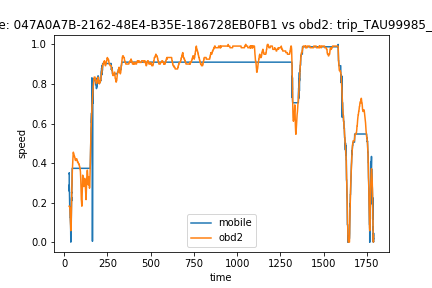 e: 047A0A7B-2162-48E4-B35E-186728EB0FB1 vs obd2: trip_TAU99985_
1.0
0.8
0.6
0.4
0.2
0.0
speed
mobile
obd2
0 250 500 750 1000 1250 1500 1750
time